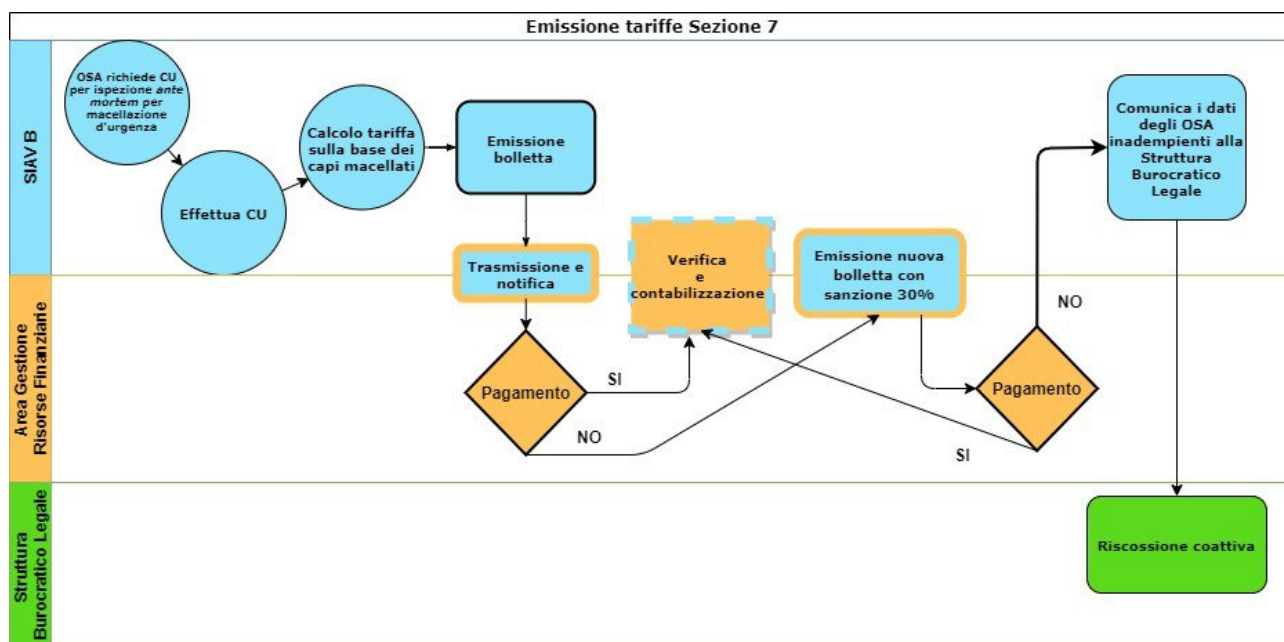 Emissione tariffe Sezione 7
SIAV B
OSA richiede CU
per ispezione ante
mortem per
macellazione
d'urgenza
Effettua CU
Calcolo tariffa
sulla base dei
capi macellati
Emissione
bolletta
Trasmissione e
notifica
Verifica
e
contabilizzazione
Emissione nuova
bolletta con
sanzione 30%
Comunica i dati
degli OSA
inadempienti alla
Struttura
Burocratico
Legale
Area Gestione
Risorse Finanziarie
Pagamento
SI
NO
Pagamento
NO
SI
Struttura
Burocratico Legale
Riscossione coattiva